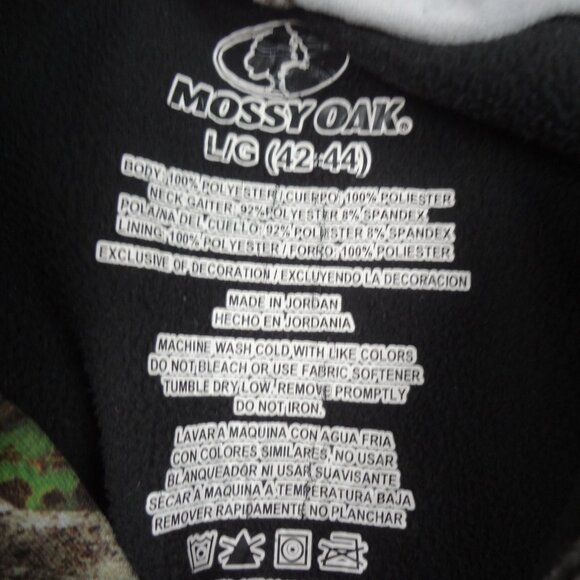 MOSSY OAK®
L/G (42-44)
BODY: 100% POLYESTER / CUERPO: 100% POLIESTER
NECK GAITER: 92% POLYESTER 8% SPANDEX
POLAINA DEL CUELLO: 92% POLIESTER 8% SPANDEX
LINING: 100% POLYESTER / FORRO: 100% POLIESTER
EXCLUSIVE OF DECORATION / EXCLUYENDO LA DECORACION
MADE IN JORDAN
HECHO EN JORDANIA
MACHINE WASH COLD WITH LIKE COLORS
DO NOT BLEACH OR USE FABRIC SOFTENER
TUMBLE DRY LOW, REMOVE PROMPTLY
DO NOT IRON.
LAVAR A MAQUINA CON AGUA FRIA
CON COLORES SIMILARES, NO USAR
BLANQUEADOR NI USAR SUAVISANTE
SECAR A MAQUINA A TEMPERATURA BAJA
REMOVER RAPIDAMENTE NO PLANCHAR